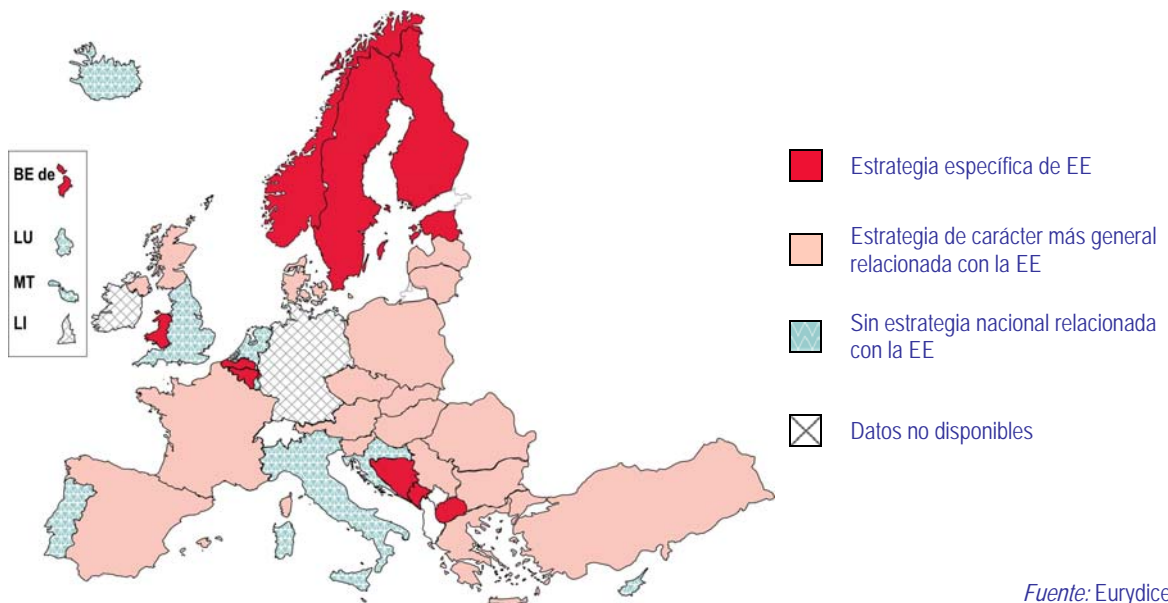 BE de
LU
MT
LI
Estrategia específica de EE
Estrategia de carácter más general
relacionada con la EE
Sin estrategia nacional relacionada
con la EE
Datos no disponibles
Fuente: Eurydice